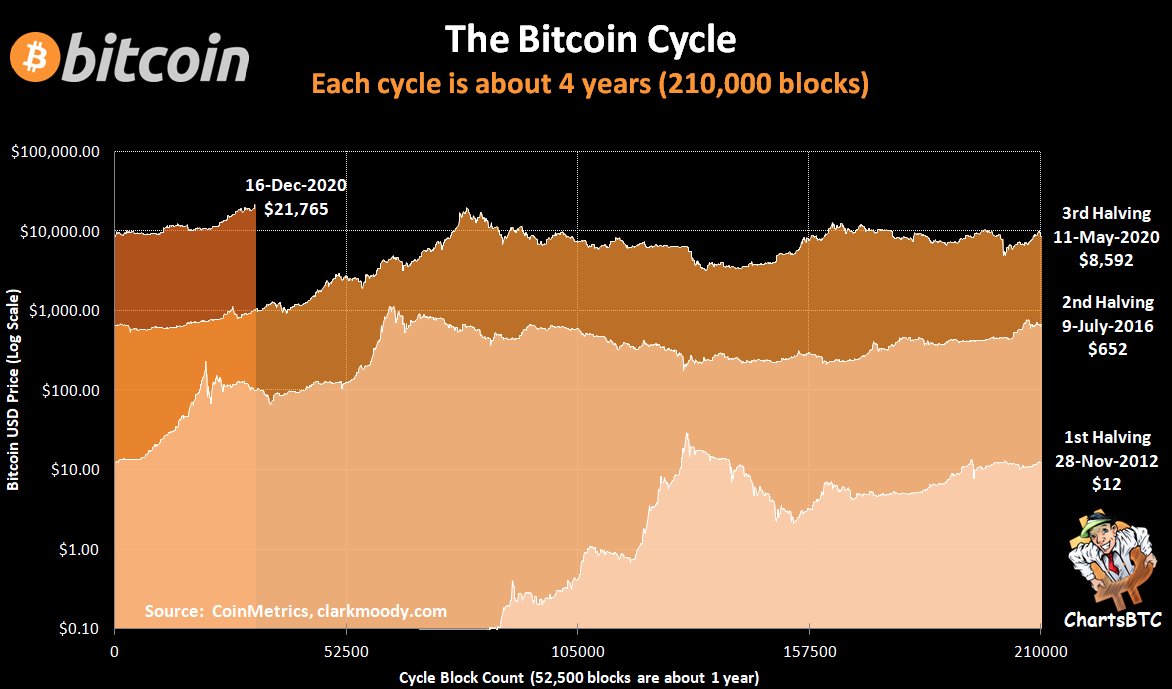 bitcoin
The Bitcoin Cycle
Each cycle is about 4 years (210,000 blocks)
Bitcoin USD Price (Log Scale)
$100,000.00
$10,000.00
$1,000.00
$100.00
$10.00
$1.00
$0.10
16-Dec-2020
$21,765
3rd Halving
11-May-2020
$8,592
2nd Halving
9-July-2016
$652
1st Halving
28-Nov-2012
$12
Source: CoinMetrics, clarkmoody.com
ChartsBTC
0
52500
105000
157500
210000
Cycle Block Count (52,500 blocks are about 1 year)